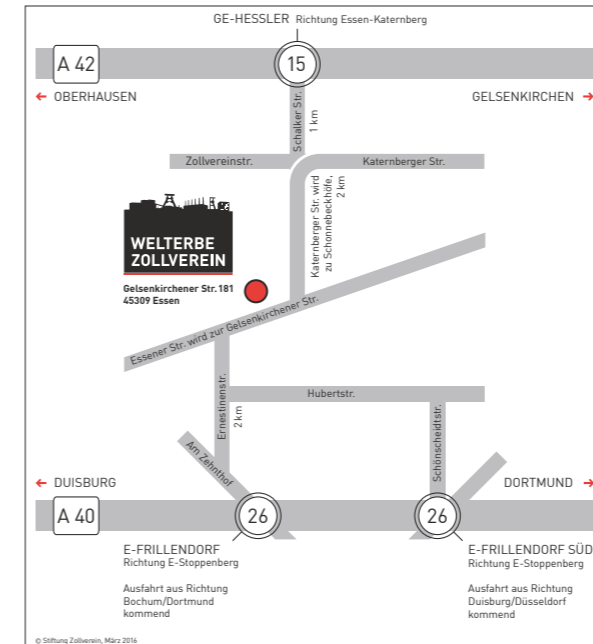 GE-HESSLER Richtung Essen-Katernberg
A 42
15
← OBERHAUSEN
GELSENKIRCHEN →
Schalker Str.
1 km
Zollvereinstr.
Katernberger Str.
Katernberger Str. wird
zu Schonnebeckhöfe,
2 km
WELTERBE
ZOLLVEREIN
Gelsenkirchener Str. 181
45309 Essen
Essener Str. wird zur Gelsenkirchener Str.
Ernestinenstr.
2 km
Hubertstr.
Schönscheidtstr.
Am Zehnthof
← DUISBURG
DORTMUND →
A 40
26
26
E-FRILLENDORF
Richtung E-Stoppenberg
Ausfahrt aus Richtung
Bochum/Dortmund
kommend
E-FRILLENDORF SÜD
Richtung E-Stoppenberg
Ausfahrt aus Richtung
Duisburg/Düsseldorf
kommend
© Stiftung Zollverein, März 2016